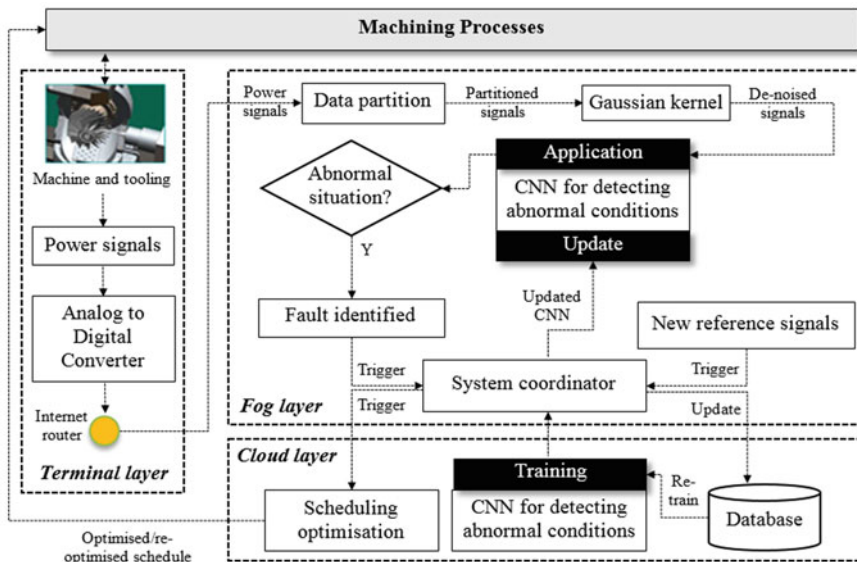 Machining Processes
Machine and tooling
Power signals
Analog to
Digital
Converter
Internet
router
Terminal layer
Power
signals
Data partition
Partitioned
signals
Gaussian kernel
De-noised
signals
Abnormal
situation?
Application
CNN for detecting
abnormal conditions
Update
Y
Fault identified
Updated
CNN
New reference signals
Trigger
System coordinator
Trigger
Trigger
Update
Fog layer
Cloud layer
Scheduling
optimisation
Training
CNN for detecting
abnormal conditions
Re-
train
Database
Optimised/re-
optimised schedule